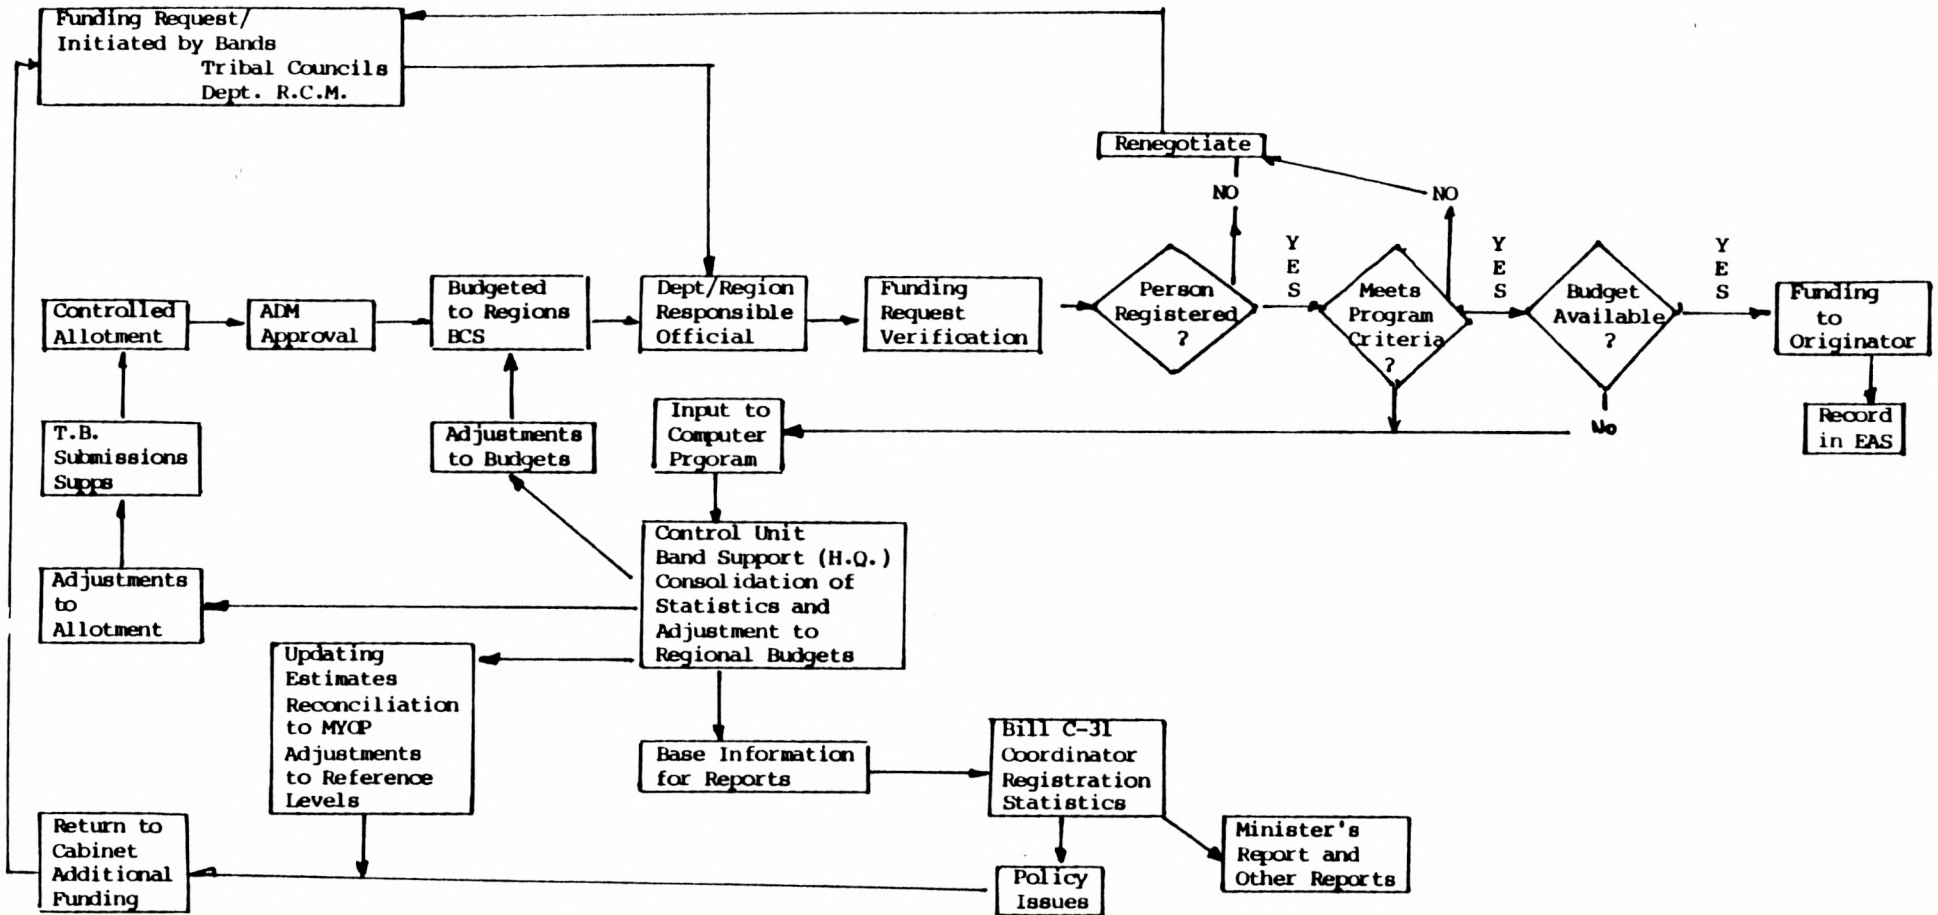 Funding Request/
Initiated by Bands
Tribal Councils
Dept. R.C.M.
Renegotiate
NO
NO
Controlled
Allotment
ADM
Approval
Budgeted
to Regions
BCS
Dept/Region
Responsible
Official
Funding
Request
Verification
Person
Registered
?
YES
Meets
Program
Criteria
?
YES
Budget
Available
?
YES
Funding
to
Originator
T.B.
Submissions
Supps
Adjustments
to Budgets
Input to
Computer
Prgoram
No
Record
in EAS
Adjustments
to
Allotment
Control Unit
Band Support (H.Q.)
Consolidation of
Statistics and
Adjustment to
Regional Budgets
Updating
Estimates
Reconciliation
to MYOP
Adjustments
to Reference
Levels
Base Information
for Reports
Bill C-31
Coordinator
Registration
Statistics
Return to
Cabinet
Additional
Funding
Policy
Issues
Minister's
Report and
Other Reports